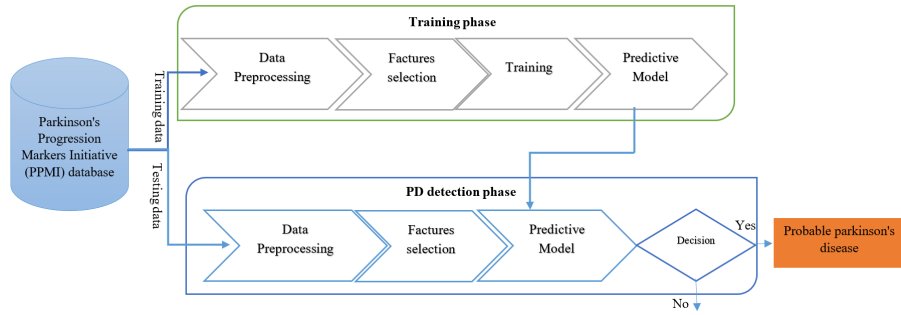 Training phase
Data
Preprocessing
Factures
selection
Training
Predictive
Model
Parkinson's
Progression
Markers Initiative
(PPMI) database
Training data
Testing data
PD detection phase
Data
Preprocessing
Factures
selection
Predictive
Model
Decision
Yes
No
Probable parkinson's
disease